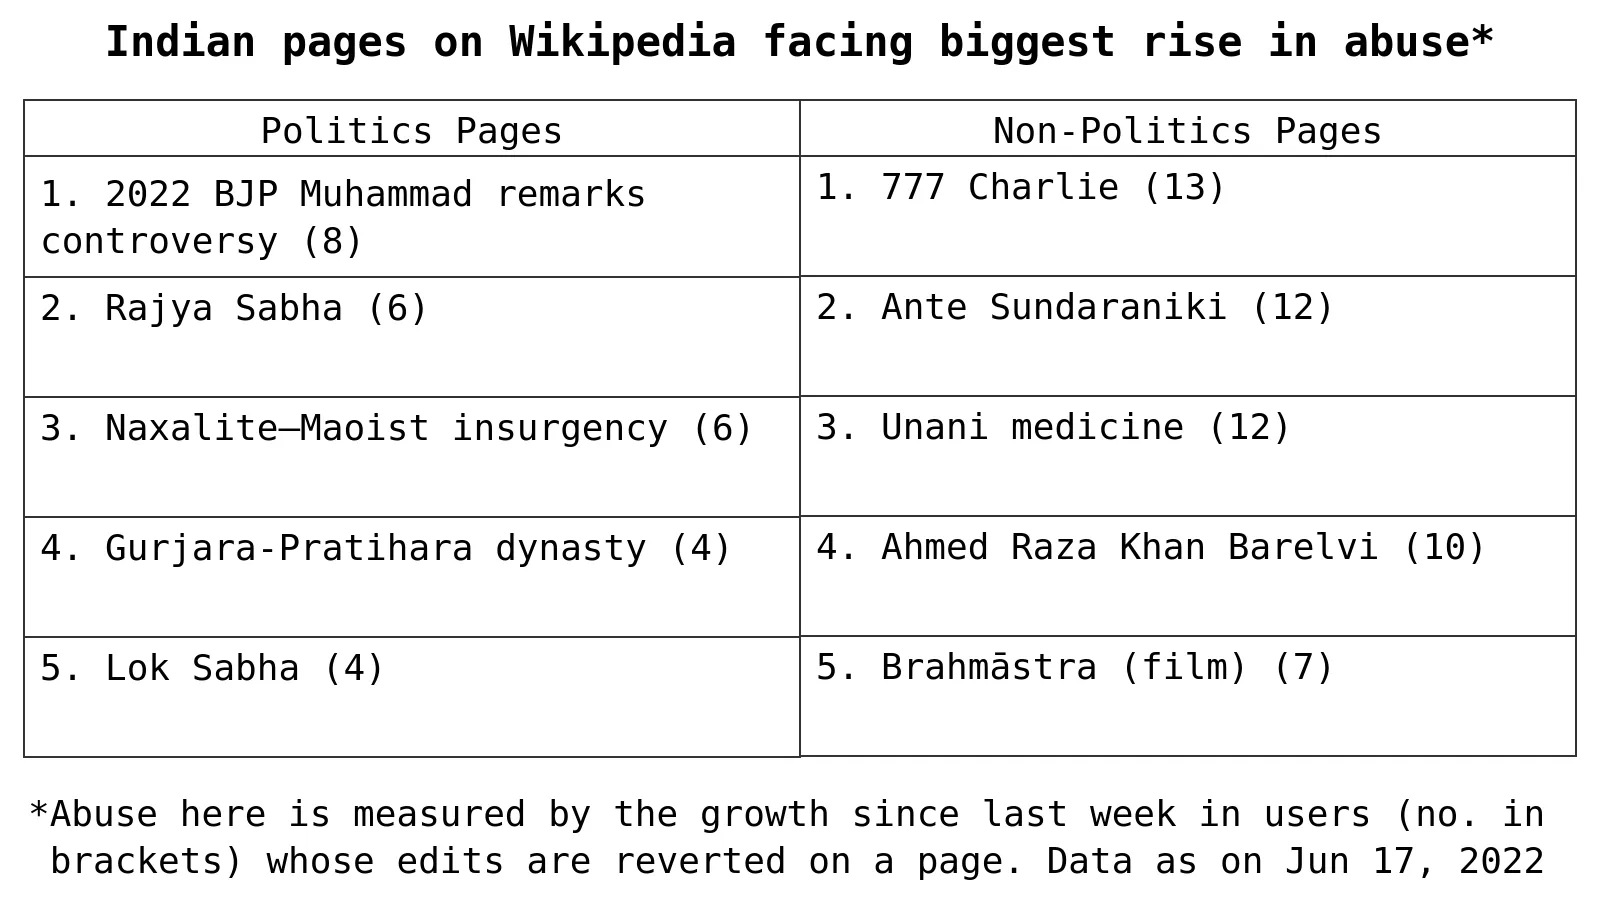 Indian pages on Wikipedia facing biggest rise in abuse*
Politics Pages
Non-Politics Pages
1. 2022 BJP Muhammad remarks
controversy (8)
1. 777 Charlie (13)
2. Rajya Sabha (6)
2. Ante Sundaraniki (12)
3. Naxalite–Maoist insurgency (6)
3. Unani medicine (12)
4. Gurjara-Pratihara dynasty (4)
4. Ahmed Raza Khan Barelvi (10)
5. Lok Sabha (4)
5. Brahmāstra (film) (7)
*Abuse here is measured by the growth since last week in users (no. in
brackets) whose edits are reverted on a page. Data as on Jun 17, 2022